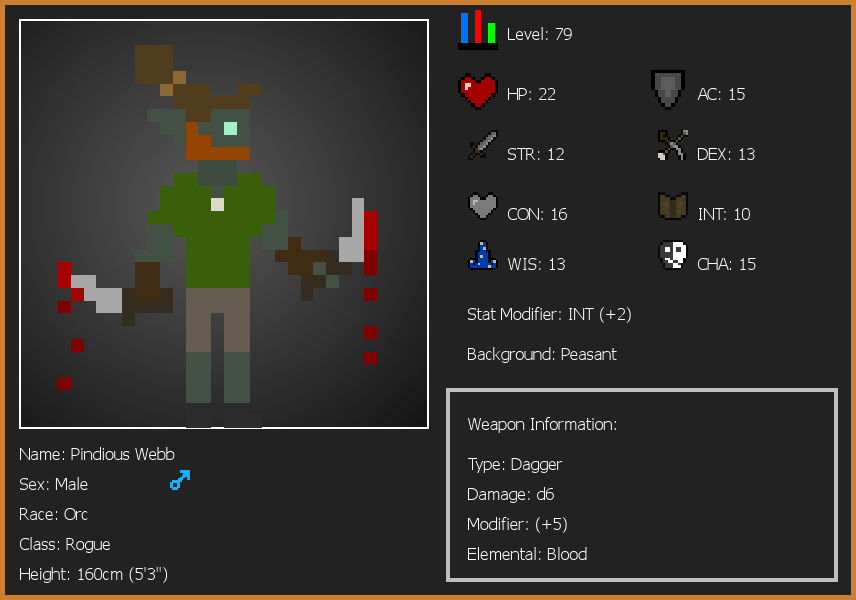 Level: 79
HP: 22
AC: 15
STR: 12
DEX: 13
CON: 16
INT: 10
WIS: 13
CHA: 15
Stat Modifier: INT (+2)
Background: Peasant
Weapon Information:
Type: Dagger
Damage: d6
Modifier: (+5)
Elemental: Blood
Name: Pindious Webb
Sex: Male
Race: Orc
Class: Rogue
Height: 160cm (5'3")